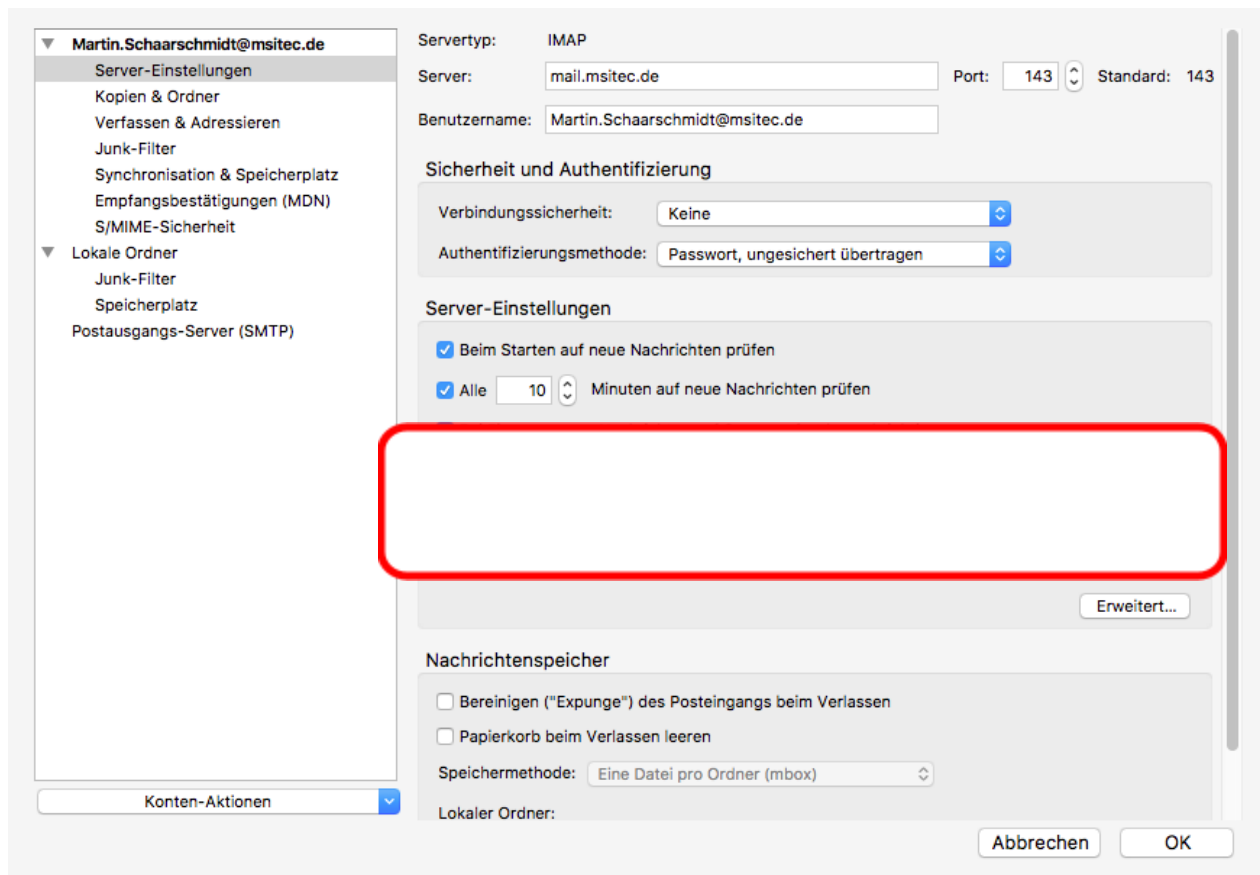 Martin.Schaarschmidt@msitec.de
Server-Einstellungen
Kopien & Ordner
Verfassen & Adressieren
Junk-Filter
Synchronisation & Speicherplatz
Empfangsbestätigungen (MDN)
S/MIME-Sicherheit
Lokale Ordner
Junk-Filter
Speicherplatz
Postausgangs-Server (SMTP)
Konten-Aktionen
Servertyp: IMAP
Server: mail.msitec.de Port: 143 Standard: 143
Benutzername: Martin.Schaarschmidt@msitec.de
Sicherheit und Authentifizierung
Verbindungssicherheit: Keine
Authentifizierungsmethode: Passwort, ungesichert übertragen
Server-Einstellungen
Beim Starten auf neue Nachrichten prüfen
Alle 10 Minuten auf neue Nachrichten prüfen
Erweitert...
Nachrichtenspeicher
Bereinigen ("Expunge") des Posteingangs beim Verlassen
Papierkorb beim Verlassen leeren
Speichermethode: Eine Datei pro Ordner (mbox)
Lokaler Ordner:
Abbrechen OK